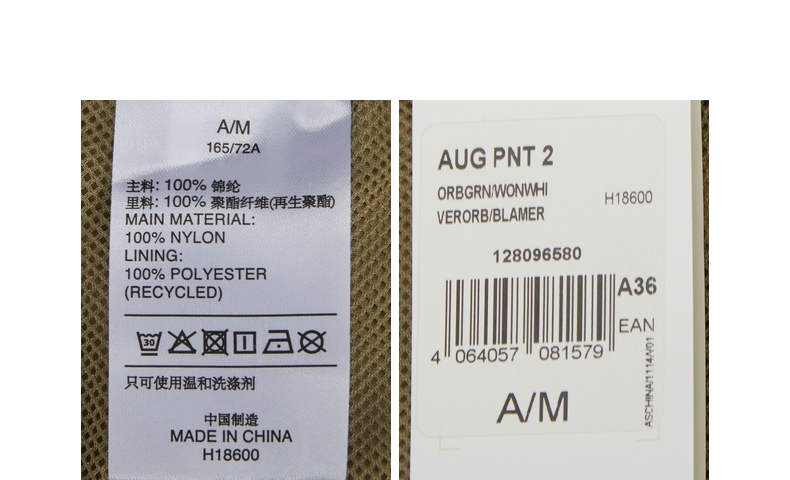 A/M
165/72A
主料: 100% 锦纶
里料: 100% 聚酯纤维(再生聚酯)
MAIN MATERIAL:
100% NYLON
LINING:
100% POLYESTER
(RECYCLED)
30
只可使用温和洗涤剂
中国制造
MADE IN CHINA
H18600
AUG PNT 2
ORBGRN/WONWHI
H18600
VERORB/BLAMER
128096580
A36
EAN
4 064057 081579
ASCHINA/1114/V01
A/M